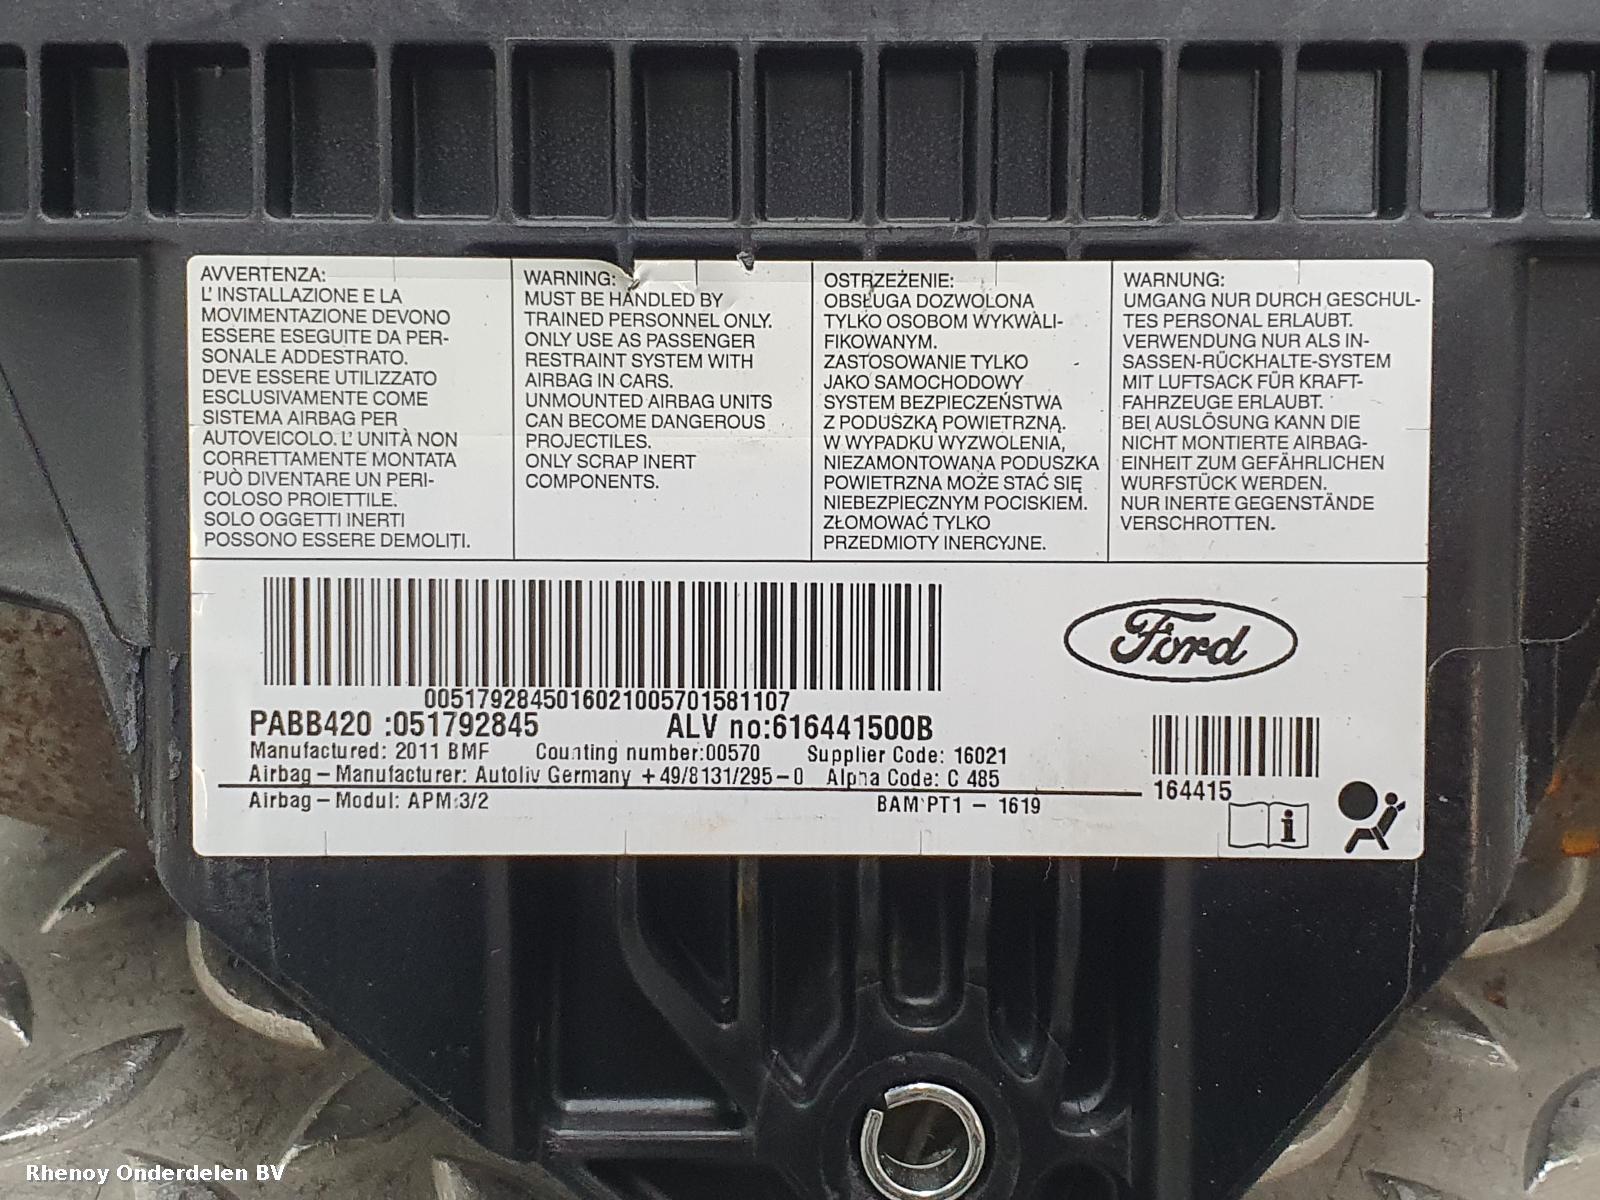 AVVERTENZA:
L' INSTALLAZIONE E LA
MOVIMENTAZIONE DEVONO
ESSERE ESEGUITE DA PER-
SONALE ADDESTRATO.
DEVE ESSERE UTILIZZATO
ESCLUSIVAMENTE COME
SISTEMA AIRBAG PER
AUTOVEICOLO. L' UNITÀ NON
CORRETTAMENTE MONTATA
PUÒ DIVENTARE UN PERI-
COLOSO PROIETTILE.
SOLO OGGETTI INERTI
POSSONO ESSERE DEMOLITI.
WARNING:
MUST BE HANDLED BY
TRAINED PERSONNEL ONLY.
ONLY USE AS PASSENGER
RESTRAINT SYSTEM WITH
AIRBAG IN CARS.
UNMOUNTED AIRBAG UNITS
CAN BECOME DANGEROUS
PROJECTILES.
ONLY SCRAP INERT
COMPONENTS.
OSTRZEŻENIE:
OBSŁUGA DOZWOLONA
TYLKO OSOBOM WYKWALI-
FIKOWANYM.
ZASTOSOWANIE TYLKO
JAKO SAMOCHODOWY
SYSTEM BEZPIECZEŃSTWA
Z PODUSZKĄ POWIETRZNĄ.
W WYPADKU WYZWOLENIA,
NIEZAMONTOWANA PODUSZKA
POWIETRZNA MOŻE STAĆ SIĘ
NIEBEZPIECZNYM POCISKIEM.
ZŁOMOWAĆ TYLKO
PRZEDMIOTY INERCYJNE.
WARNUNG:
UMGANG NUR DURCH GESCHUL-
TES PERSONAL ERLAUBT.
VERWENDUNG NUR ALS IN-
SASSEN-RÜCKHALTE-SYSTEM
MIT LUFTSACK FÜR KRAFT-
FAHRZEUGE ERLAUBT.
BEI AUSLÖSUNG KANN DIE
NICHT MONTIERTE AIRBAG-
EINHEIT ZUM GEFÄHRLICHEN
WURFSTÜCK WERDEN.
NUR INERTE GEGENSTÄNDE
VERSCHROTTEN.
Ford
0051792845016021005701581107
PABB420 :051792845 ALV no:616441500B
Manufactured: 2011 BMF Counting number:00570 Supplier Code: 16021
Airbag - Manufacturer: Autoliv Germany +49/8131/295-0 Alpha Code: C 485
Airbag - Modul: APM 3/2 BAM PT1 - 1619
164415
i
Rhenoy Onderdelen BV